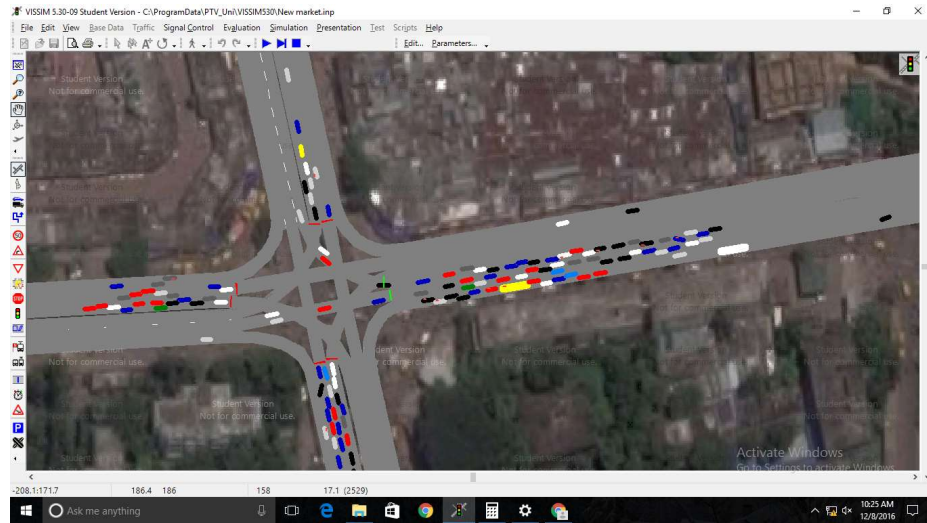 VISSIM 5.30-09 Student Version - C:\ProgramData\PTV_Uni\VISSIM530\New market.inp
File Edit View Base Data Traffic Signal Control Evaluation Simulation Presentation Test Scripts Help
Edit... Parameters...
Student Version
Not for commercial use.
Student Version
Student Version
Not for commercial use.
Student Version
Not for commercial use.
Student Version
Activate Windows
Go to Settings to activate Windows.
-208.1:171.7 186.4 186 158 17.1 (2529)
Ask me anything
10:25 AM
12/8/2016